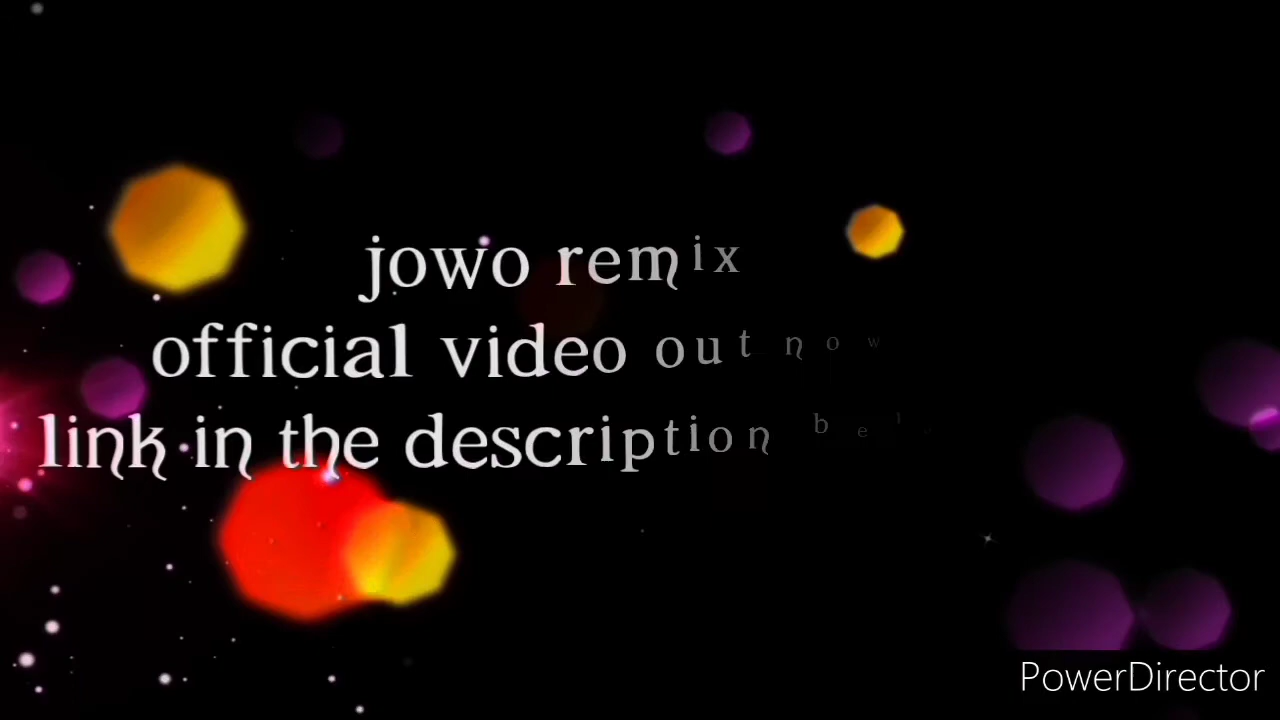 jowo remix
official video out now
link in the description
PowerDirector